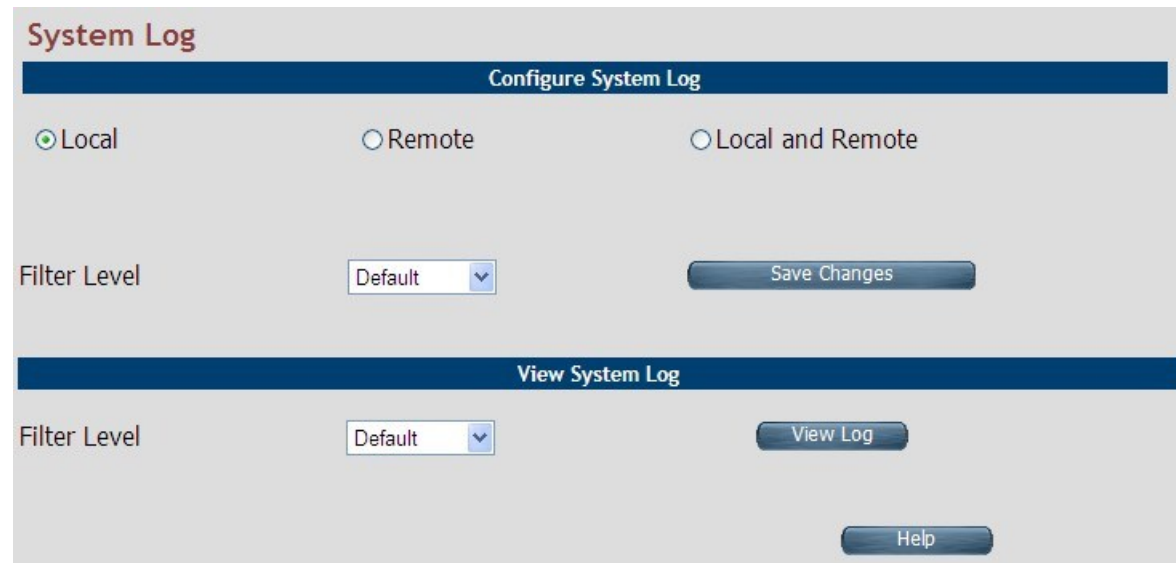 System Log
Configure System Log
Local Remote Local and Remote
Filter Level Default Save Changes
View System Log
Filter Level Default View Log
Help